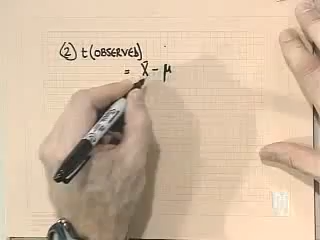 ② t (OBSERVED)
= X̄ - μ